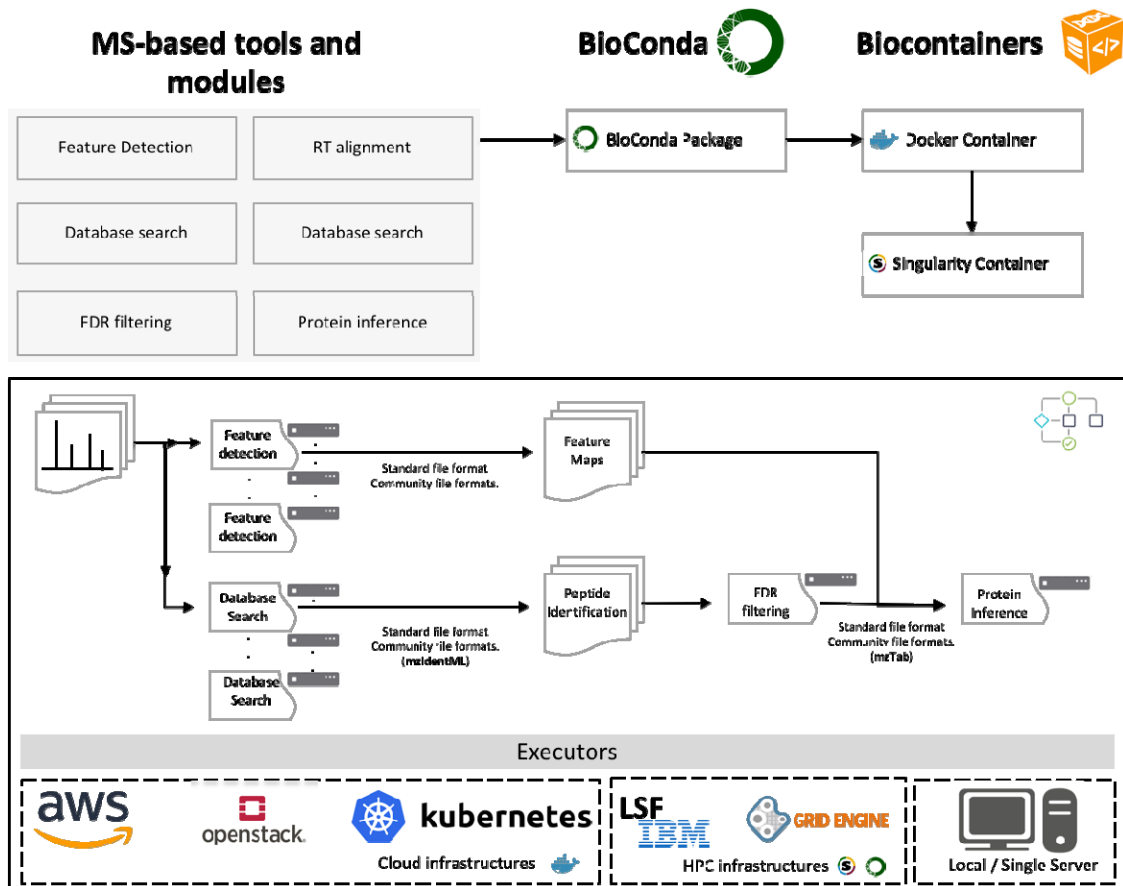 MS-based tools and
modules
BioConda
Biocontainers
Feature Detection
RT alignment
Database search
Database search
FDR filtering
Protein inference
BioConda Package
Docker Container
Singularity Container
Feature
detection
Feature
detection
Standard file format
Community file formats.
Feature
Maps
Database
Search
Database
Search
Standard file format
Community file formats.
(mzIdentML)
Peptide
Identification
FDR
filtering
Standard file format
Community file formats.
(mzTab)
Protein
Inference
Executors
aws
openstack.
kubernetes
Cloud infrastructures
LSF
IBM
GRID ENGINE
HPC infrastructures
Local / Single Server